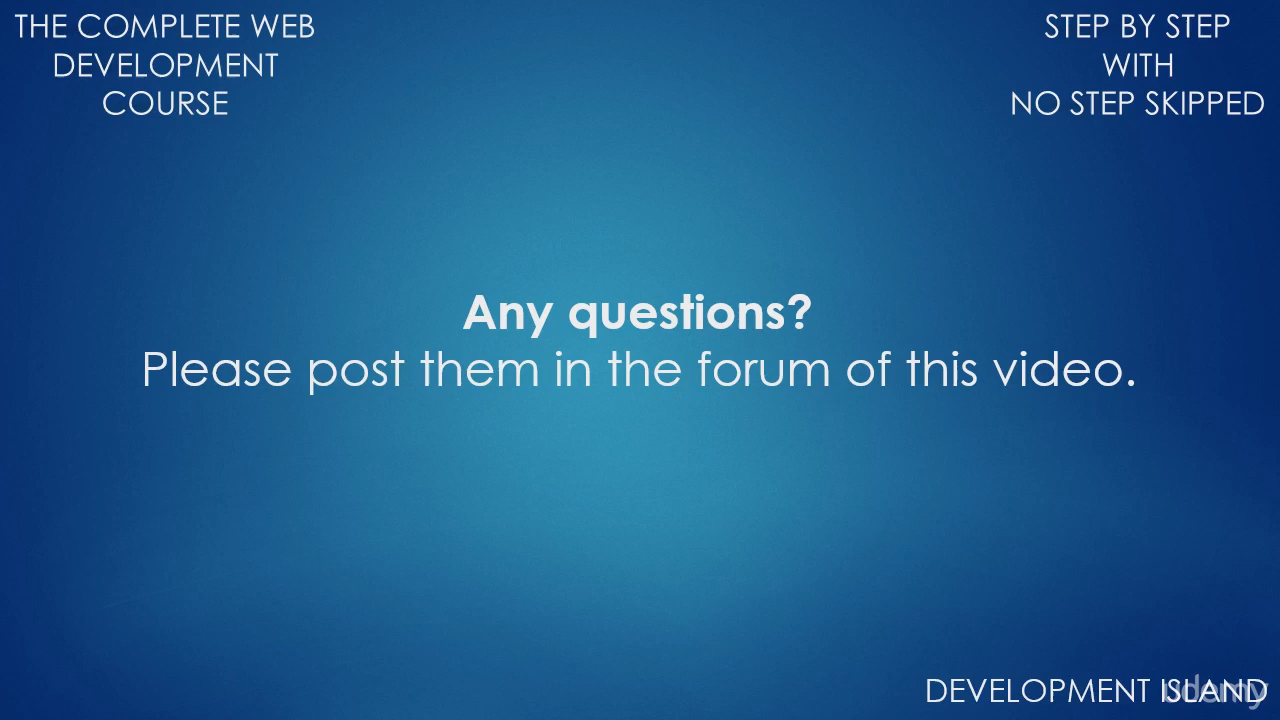 THE COMPLETE WEB
DEVELOPMENT
COURSE
STEP BY STEP
WITH
NO STEP SKIPPED
Any questions?
Please post them in the forum of this video.
DEVELOPMENT ISLAND
udemy